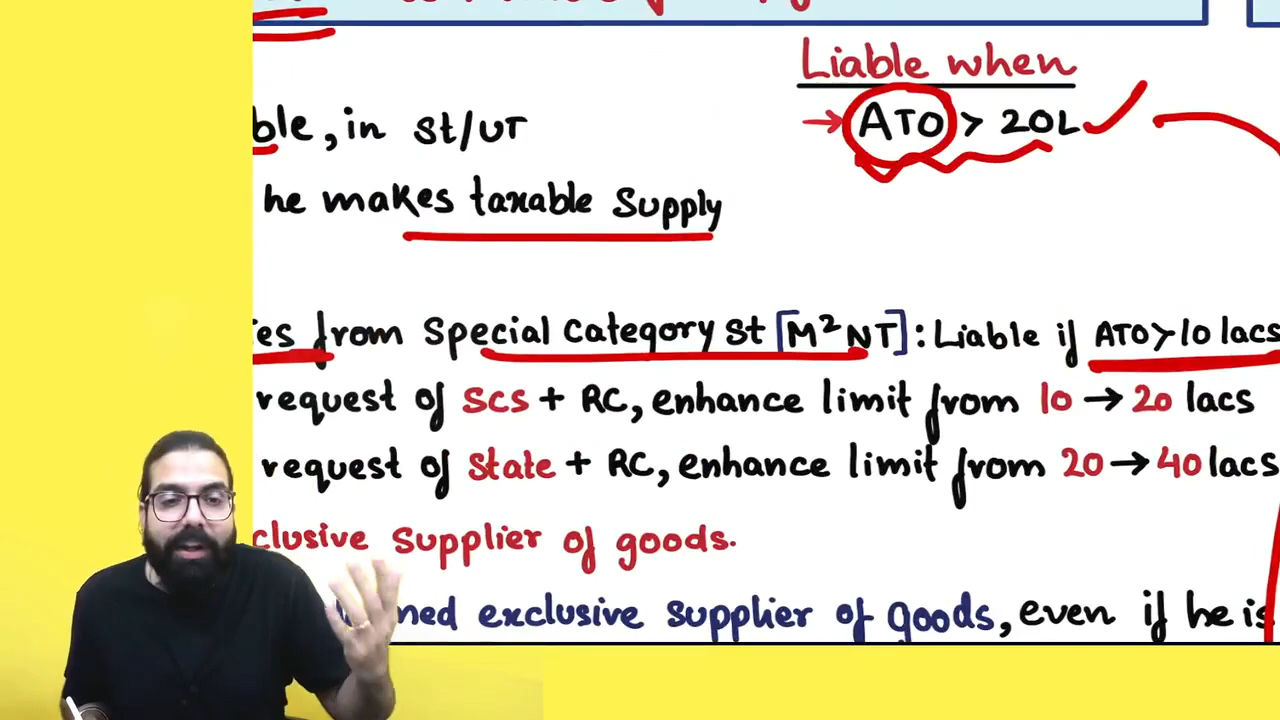 Liable when
→ ATO > 20L ✓
ble, in St/UT
he makes taxable Supply
from Special Category St [M²NT]: Liable if ATO>10 lacs
request of SCS + RC, enhance limit from 10 → 20 lacs
request of State + RC, enhance limit from 20 → 40 lacs
clusive Supplier of goods.
med exclusive supplier of goods, even if he is